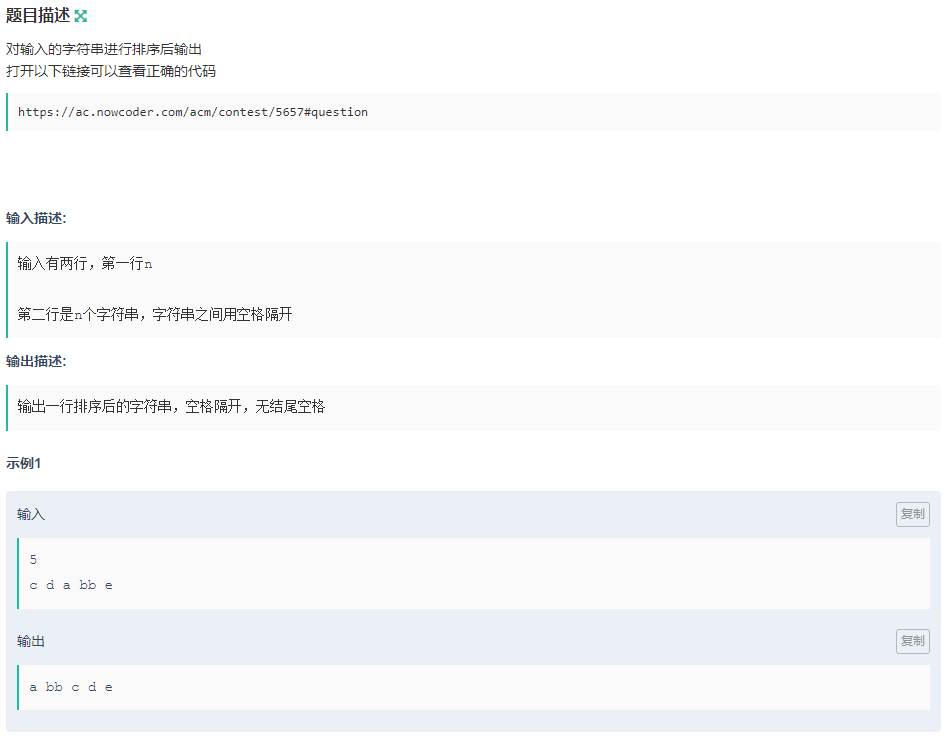 题目描述
对输入的字符串进行排序后输出
打开以下链接可以查看正确的代码
https://ac.nowcoder.com/acm/contest/5657#question
输入描述:
输入有两行，第一行n
第二行是n个字符串，字符串之间用空格隔开
输出描述:
输出一行排序后的字符串，空格隔开，无结尾空格
示例1
输入
复制
5
c d a bb e
输出
复制
a bb c d e